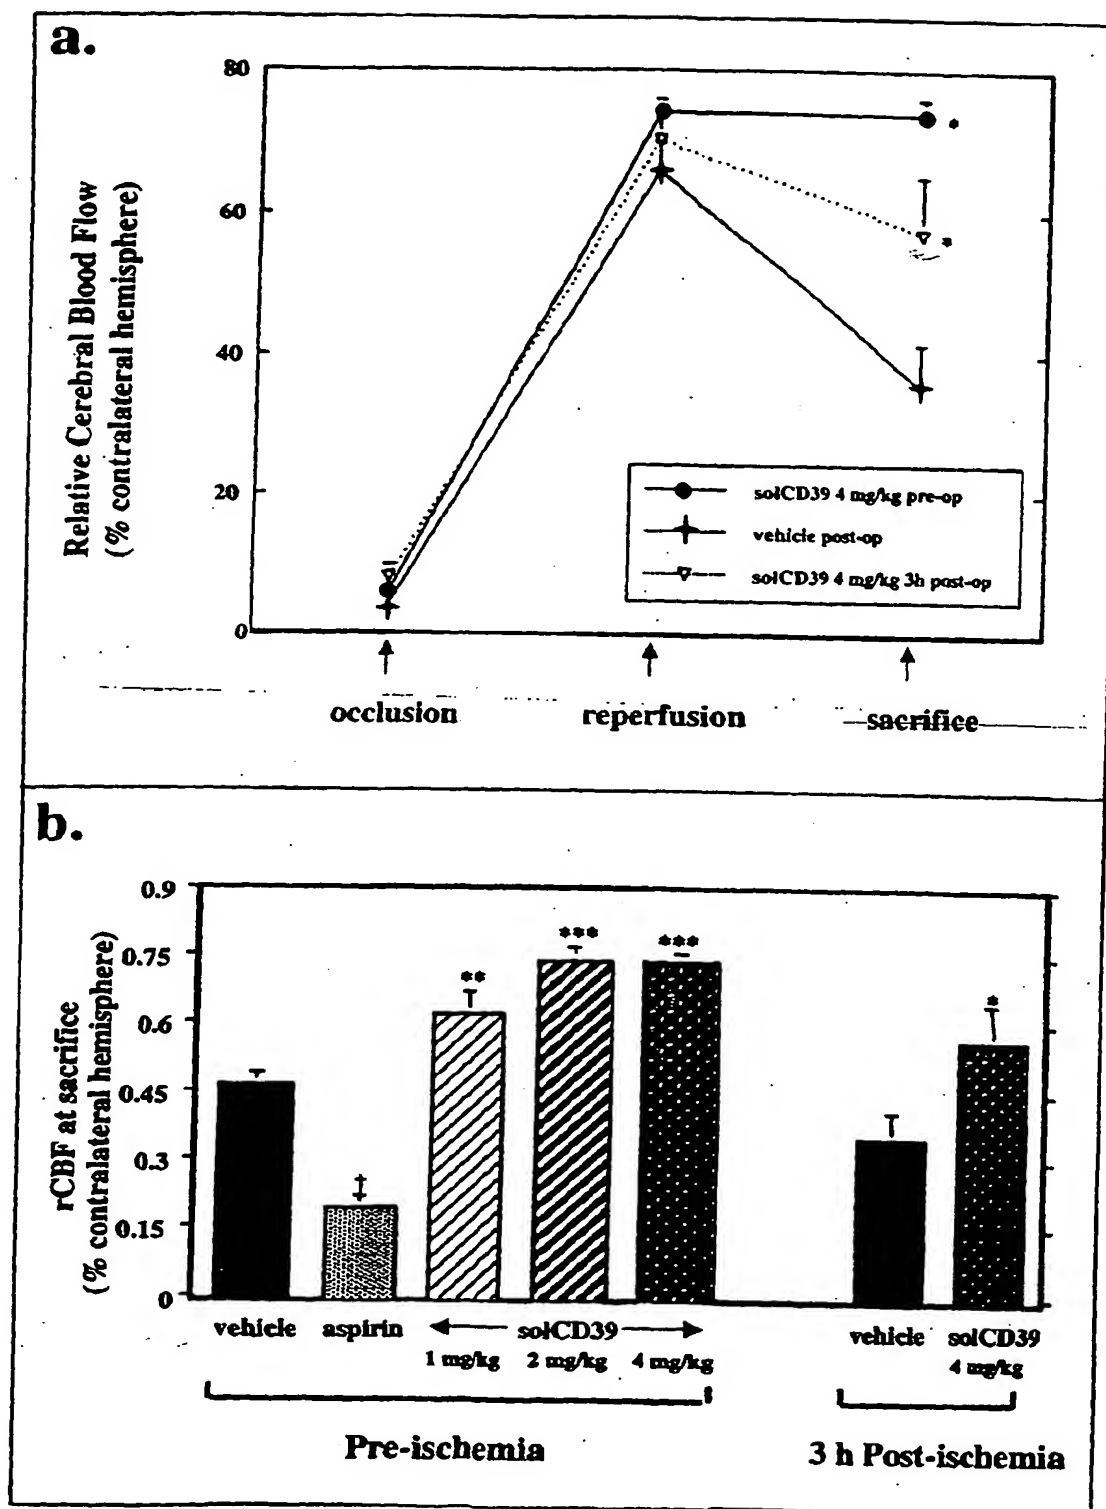 a.
80
60
40
20
0
Relative Cerebral Blood Flow
(% contralateral hemisphere)
*
*
solCD39 4 mg/kg pre-op
vehicle post-op
solCD39 4 mg/kg 3h post-op
occlusion reperfusion sacrifice
b.
0.9
0.75
0.6
0.45
0.3
0.15
0
rCBF at sacrifice
(% contralateral hemisphere)
‡
**
***
***
*
vehicle aspirin solCD39 vehicle solCD39
1 mg/kg 2 mg/kg 4 mg/kg 4 mg/kg
Pre-ischemia 3 h Post-ischemia